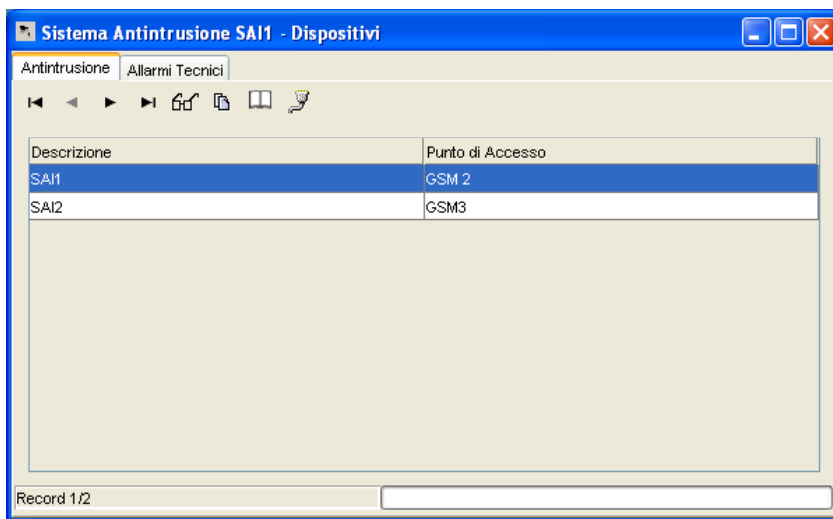 Sistema Antintrusione SAI1 - Dispositivi
Antintrusione Allarmi Tecnici
Descrizione Punto di Accesso
SAI1 GSM 2
SAI2 GSM3
Record 1/2